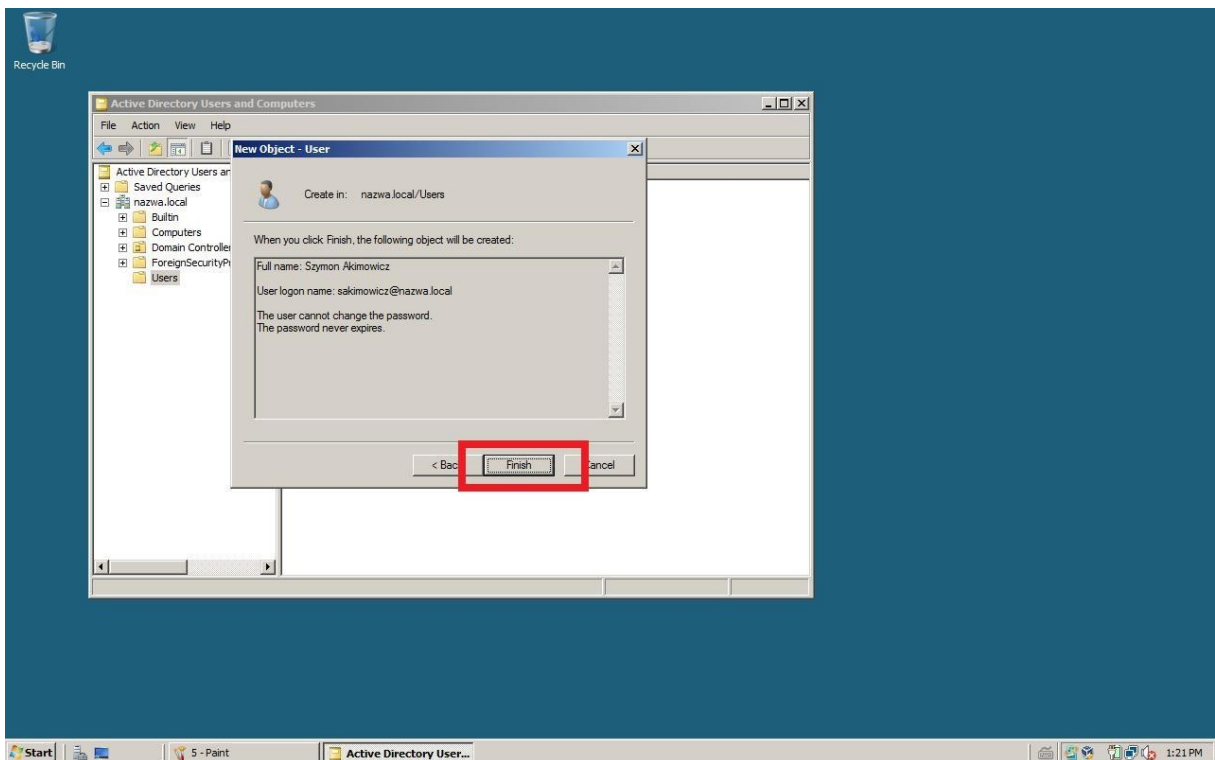 Recycle Bin
Active Directory Users and Computers
File Action View Help
New Object - User
Active Directory Users an
Saved Queries
nazwa.local
Builtin
Computers
Domain Controller
ForeignSecurityPr
Users
Create in: nazwa.local/Users
When you click Finish, the following object will be created:
Full name: Szymon Akimowicz
User logon name: sakimowicz@nazwa.local
The user cannot change the password.
The password never expires.
< Bac Finish ancel
Start 5 - Paint Active Directory User... 1:21 PM